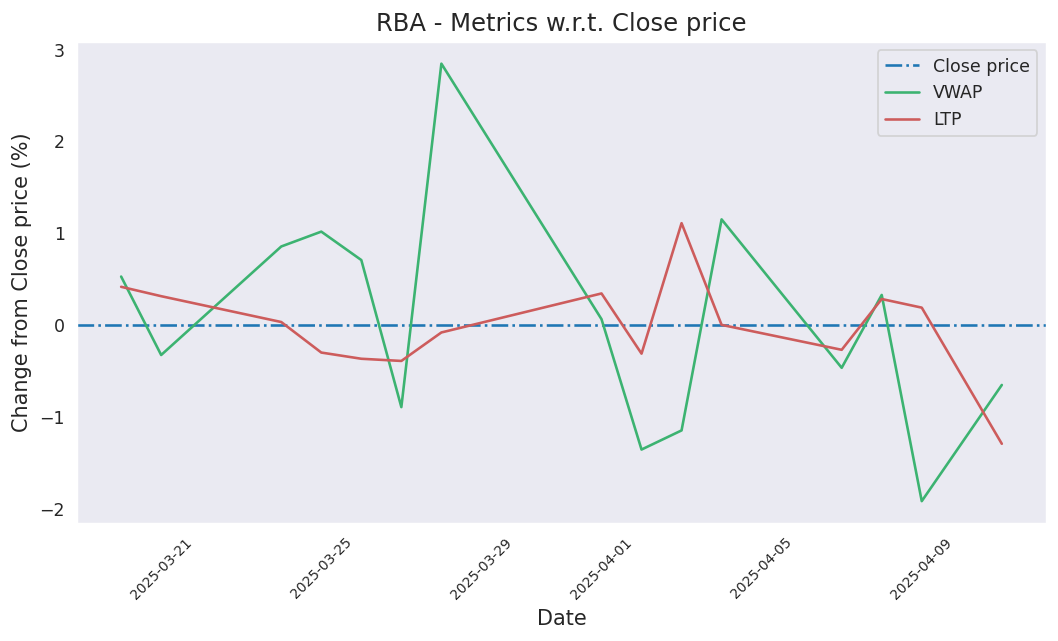 RBA - Metrics w.r.t. Close price
Close price
VWAP
LTP
Change from Close price (%)
3
2
1
0
−1
−2
2025-03-21
2025-03-25
2025-03-29
2025-04-01
2025-04-05
2025-04-09
Date